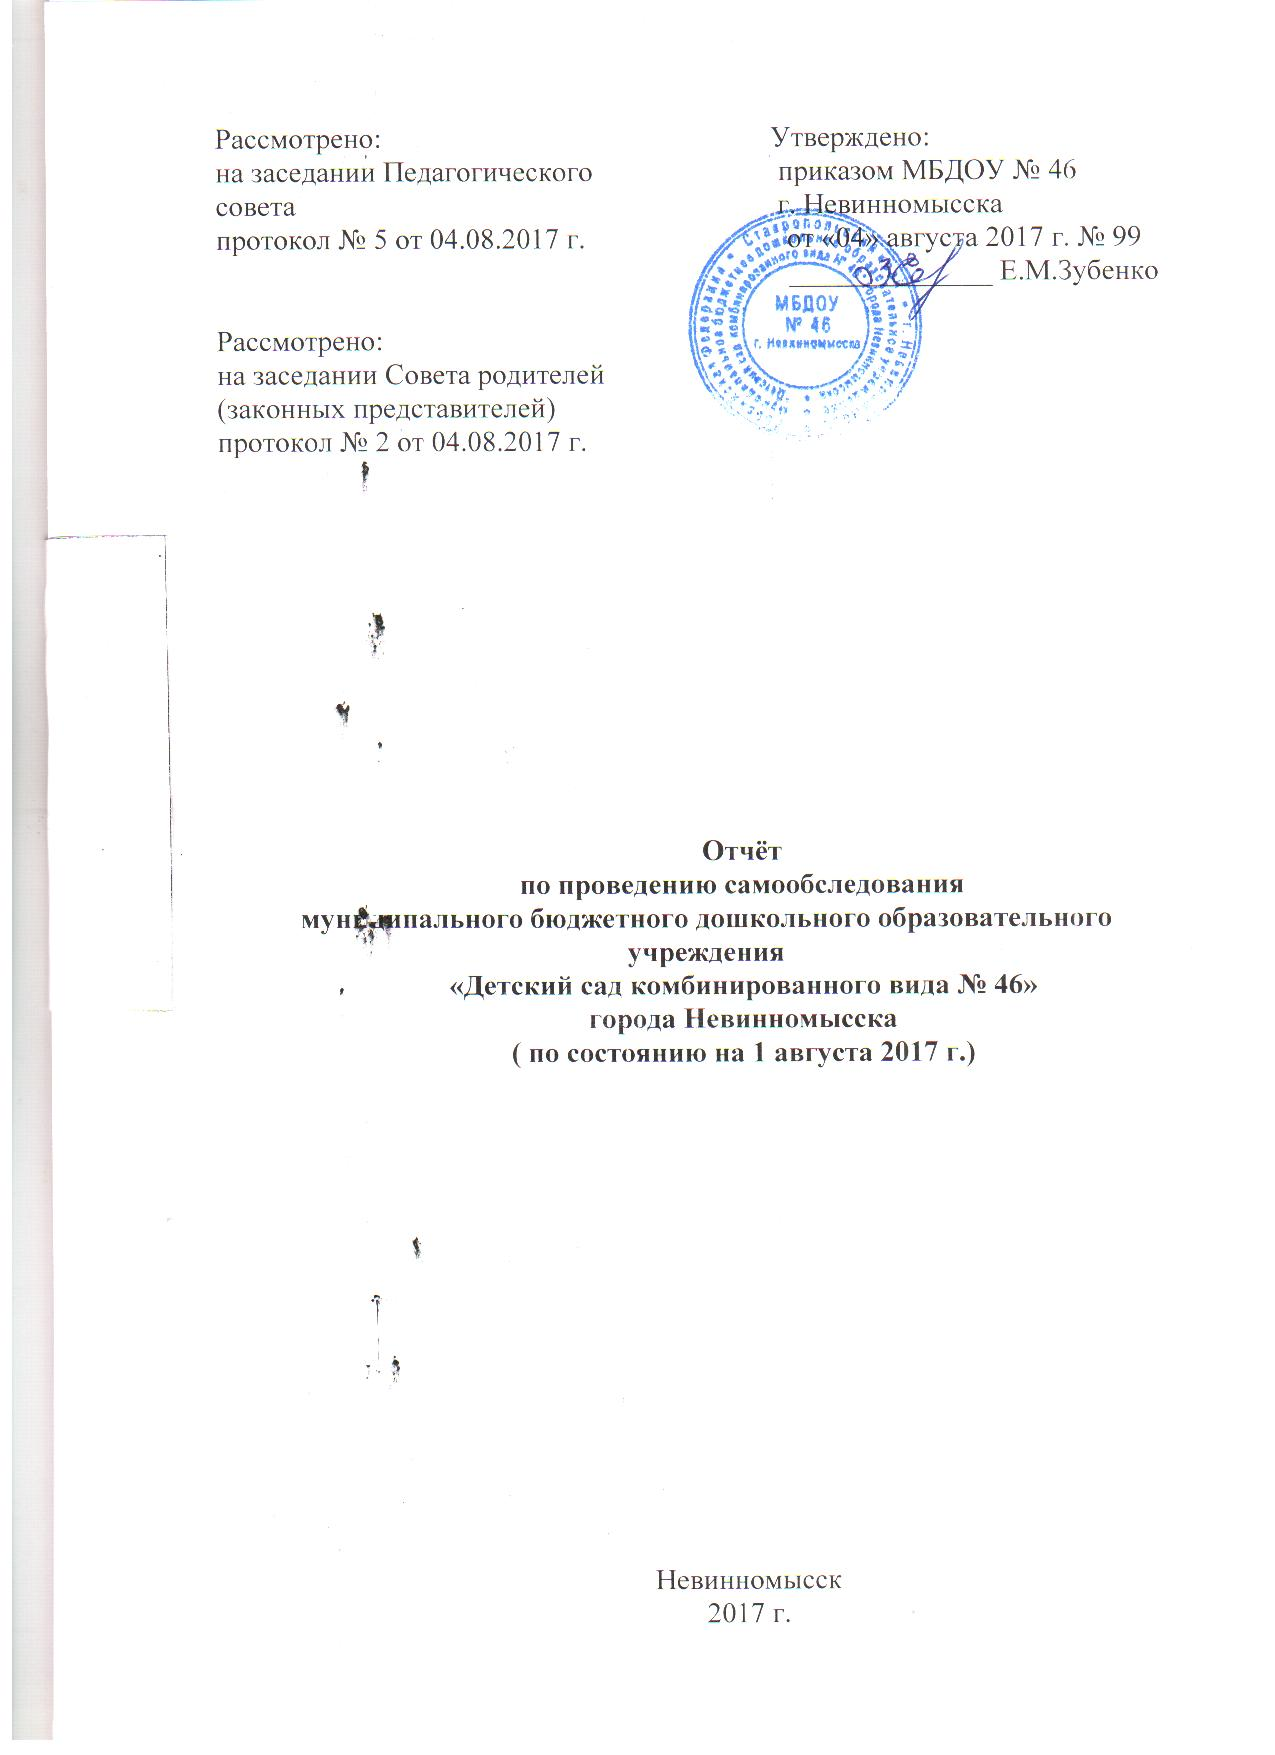 Рассмотрено:
на заседании Педагогического
совета
протокол № 5 от 04.08.2017 г.
Рассмотрено:
на заседании Совета родителей
(законных представителей)
протокол № 2 от 04.08.2017 г.
Утверждено:
приказом МБДОУ № 46
г. Невинномысска
от «04» августа 2017 г. № 99
_______________ Е.М.Зубенко
МБДОУ
№ 46
г. Невинномысска
Отчёт
по проведению самообследования
муниципального бюджетного дошкольного образовательного
учреждения
«Детский сад комбинированного вида № 46»
города Невинномысска
( по состоянию на 1 августа 2017 г.)
Невинномысск
2017 г.